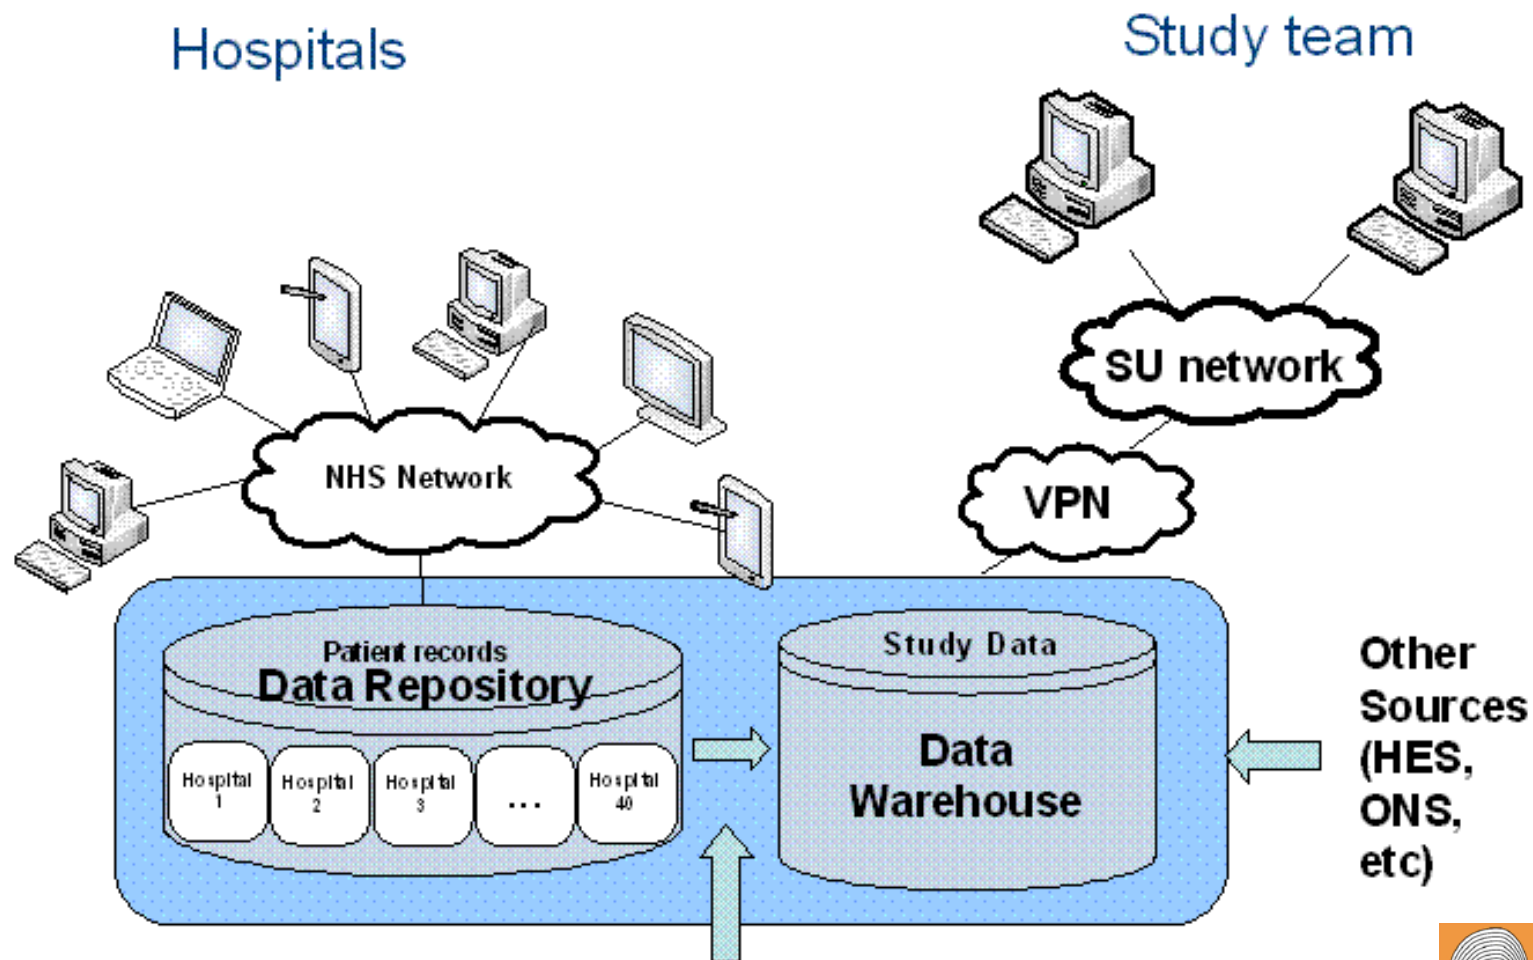 Hospitals
Study team
SU network
NHS Network
VPN
Patient records
Data Repository
Study Data
Data
Warehouse
Hospital
1
Hospital
2
Hospital
3
...
Hospital
40
Other
Sources
(HES,
ONS,
etc)